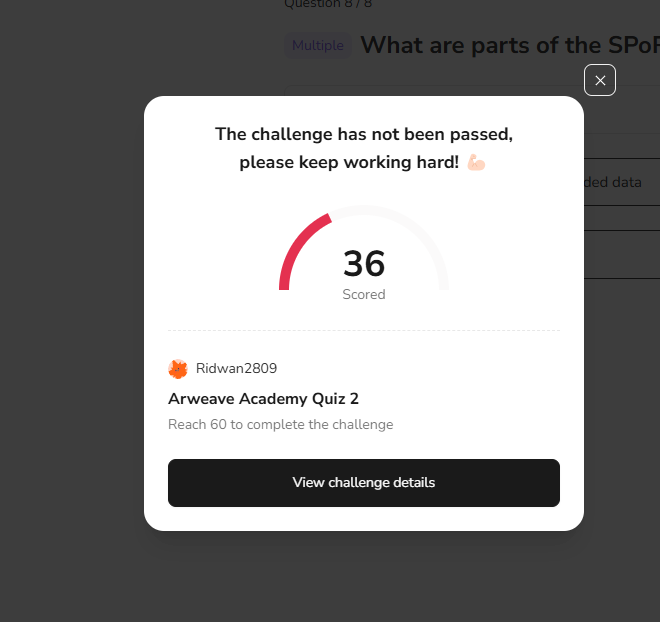 Question 8 / 8
Multiple What are parts of the SPoR
The challenge has not been passed,
please keep working hard! 💪🏻
ded data
36
Scored
Ridwan2809
Arweave Academy Quiz 2
Reach 60 to complete the challenge
View challenge details